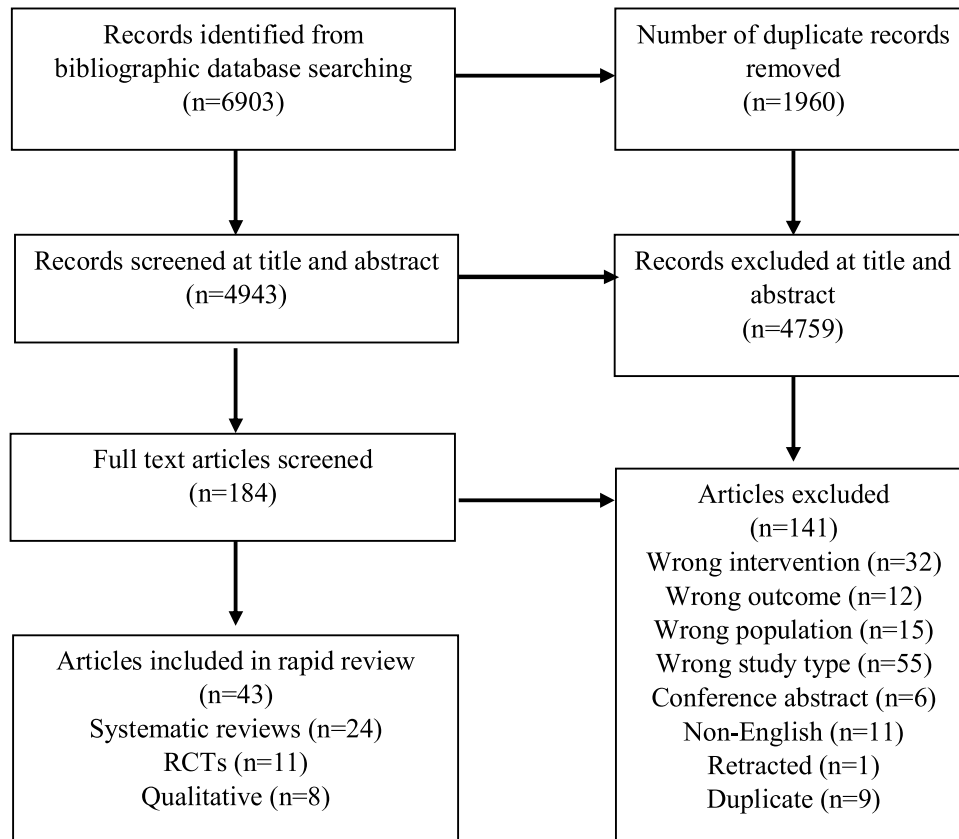 Records identified from
bibliographic database searching
(n=6903)
Number of duplicate records
removed
(n=1960)
Records screened at title and abstract
(n=4943)
Records excluded at title and
abstract
(n=4759)
Full text articles screened
(n=184)
Articles excluded
(n=141)
Wrong intervention (n=32)
Wrong outcome (n=12)
Wrong population (n=15)
Wrong study type (n=55)
Conference abstract (n=6)
Non-English (n=11)
Retracted (n=1)
Duplicate (n=9)
Articles included in rapid review
(n=43)
Systematic reviews (n=24)
RCTs (n=11)
Qualitative (n=8)